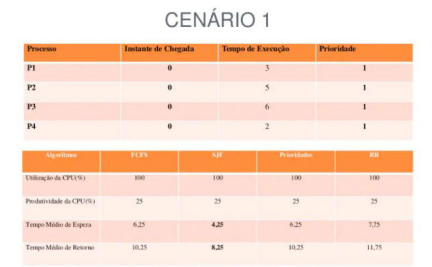 CENÁRIO 1
Processo Instante de Chegada Tempo de Execução Prioridade
P1 0 3 1
P2 0 5 1
P3 0 6 1
P4 0 2 1
Algoritmo FCFS SJF Prioridades RR
Utilização da CPU(%) 100 100 100 100
Produtividade da CPU(%) 25 25 25 25
Tempo Médio de Espera 6,25 4,25 6,25 7,75
Tempo Médio de Retorno 10,25 8,25 10,25 11,75